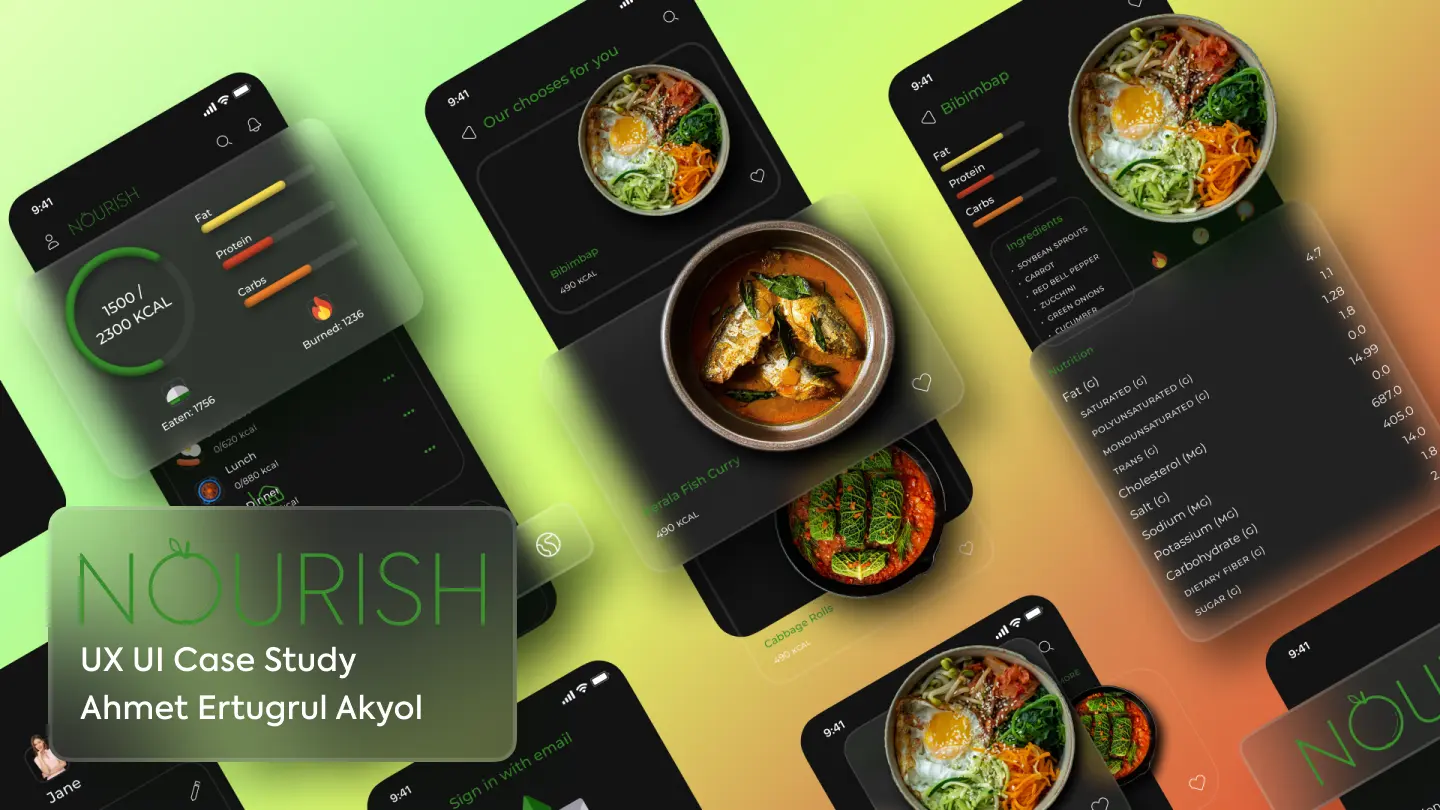 9:41
NOURISH
1500 /
2300 KCAL
Fat
Protein
Carbs
Burned: 1236
Eaten: 1756
0/620 kcal
Lunch
0/880 kcal
Dinner
9:41
Our chooses for you
Bibimbap
490 KCAL
Kerala Fish Curry
490 KCAL
Cabbage Rolls
490 KCAL
9:41
Bibimbap
Fat
Protein
Carbs
Ingredients
• SOYBEAN SPROUTS
• CARROT
• RED BELL PEPPER
• ZUCCHINI
• GREEN ONIONS
• CUCUMBER
Nutrition
Fat (G) 4.7
SATURATED (G) 1.1
POLYUNSATURATED (G) 1.28
MONOUNSATURATED (G) 1.8
TRANS (G) 0.0
Cholesterol (MG) 14.99
Salt (G) 0.0
Sodium (MG) 687.0
Potassium (MG) 405.0
Carbohydrate (G) 14.0
DIETARY FIBER (G) 1.8
SUGAR (G)
NOURISH
UX UI Case Study
Ahmet Ertugrul Akyol
Jane
9:41
Sign in with email
9:41
MORE
9:41
NOU